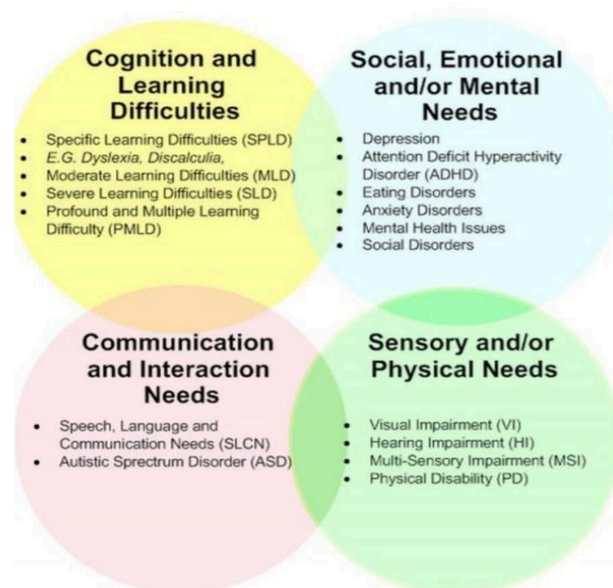 Cognition and
Learning
Difficulties
• Specific Learning Difficulties (SPLD)
• E.G. Dyslexia, Discalculia,
• Moderate Learning Difficulties (MLD)
• Severe Learning Difficulties (SLD)
• Profound and Multiple Learning
Difficulty (PMLD)
Social, Emotional
and/or Mental
Needs
• Depression
• Attention Deficit Hyperactivity
Disorder (ADHD)
• Eating Disorders
• Anxiety Disorders
• Mental Health Issues
• Social Disorders
Communication
and Interaction
Needs
• Speech, Language and
Communication Needs (SLCN)
• Autistic Sprectrum Disorder (ASD)
Sensory and/or
Physical Needs
• Visual Impairment (VI)
• Hearing Impairment (HI)
• Multi-Sensory Impairment (MSI)
• Physical Disability (PD)